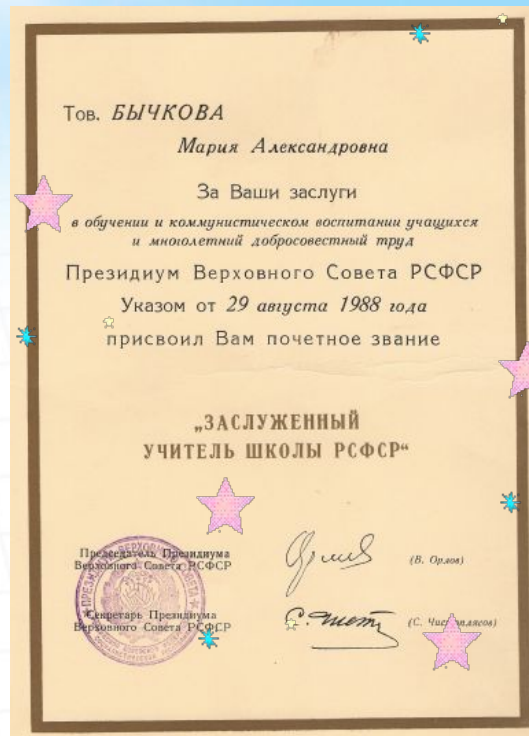 Тов. БЫЧКОВА
Мария Александровна
За Ваши заслуги
в обучении и коммунистическом воспитании учащихся
и многолетний добросовестный труд
Президиум Верховного Совета РСФСР
Указом от 29 августа 1988 года
присвоил Вам почетное звание
„ЗАСЛУЖЕННЫЙ
УЧИТЕЛЬ ШКОЛЫ РСФСР“
Председатель Президиума
Верховного Совета РСФСР
(В. Орлов)
Секретарь Президиума
Верховного Совета РСФСР
(С.